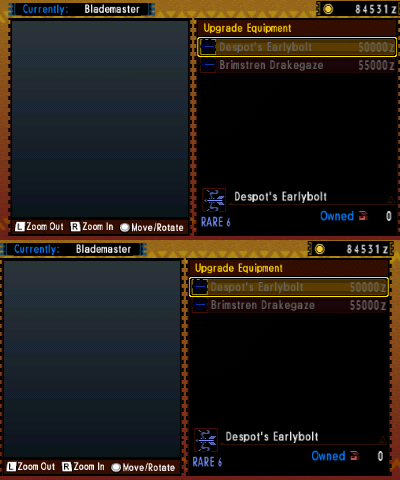 Currently: Blademaster 84531z
Upgrade Equipment
Despot's Earlybolt 50000z
Brimstren Drakegaze 55000z
Despot's Earlybolt
Owned 0
RARE 6
L Zoom Out R Zoom In Move/Rotate
Currently: Blademaster 84531z
Upgrade Equipment
Despot's Earlybolt 50000z
Brimstren Drakegaze 55000z
Despot's Earlybolt
Owned 0
RARE 6
L Zoom Out R Zoom In Move/Rotate